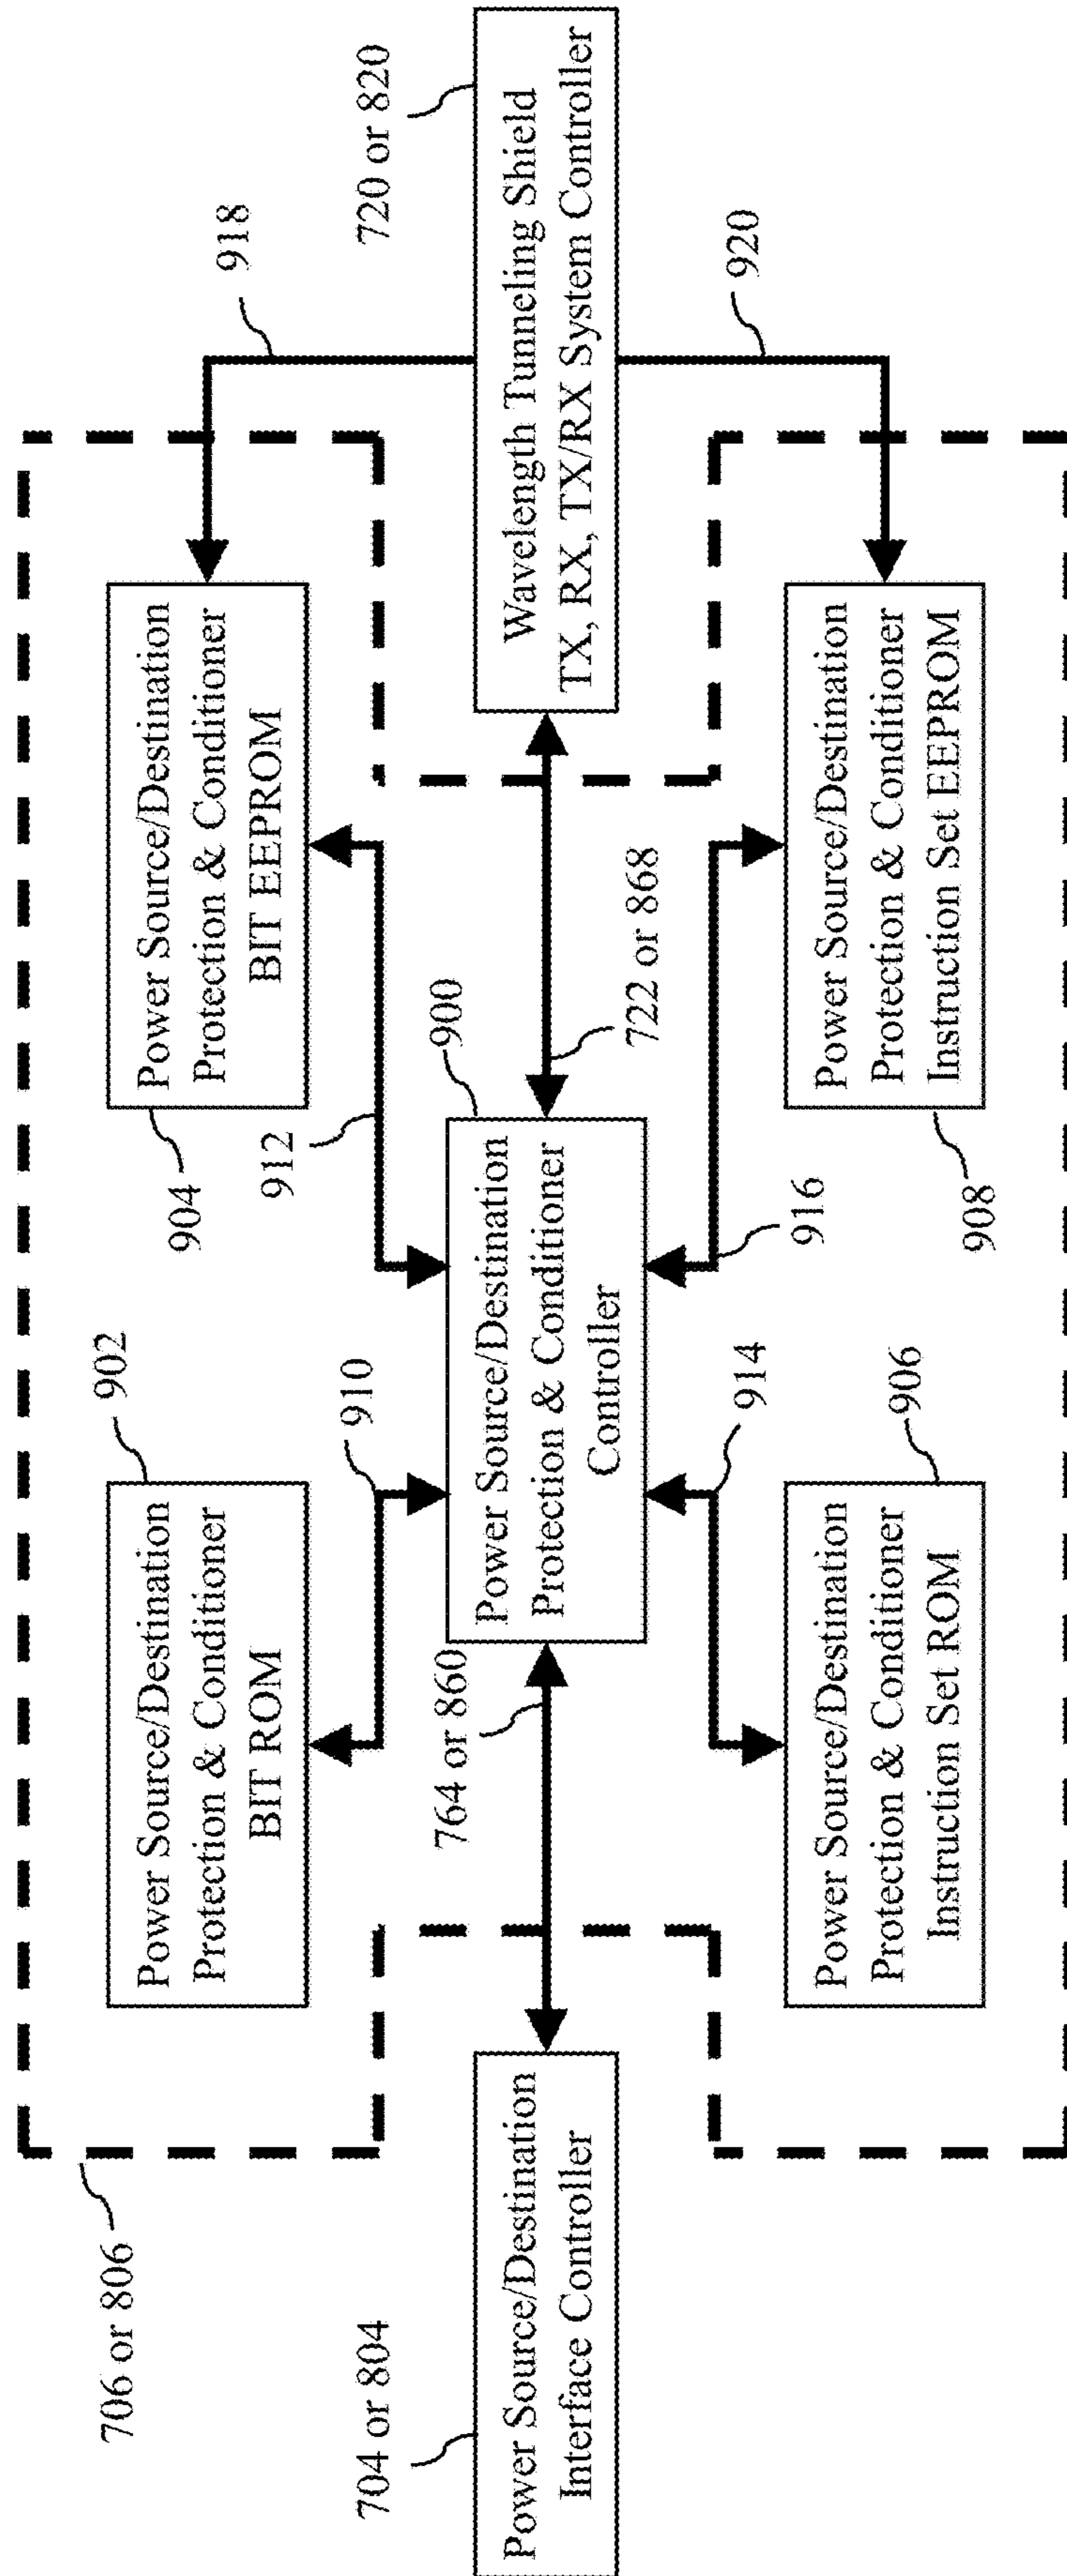 706 or 806
902
904
918
Power Source/Destination
Protection & Conditioner
BIT ROM
Power Source/Destination
Protection & Conditioner
BIT EEPROM
910
912
704 or 804
764 or 860
900
720 or 820
Power Source/Destination
Interface Controller
Power Source/Destination
Protection & Conditioner
Controller
Wavelength Tunneling Shield
TX, RX, TX/RX System Controller
722 or 868
914
916
920
Power Source/Destination
Protection & Conditioner
Instruction Set ROM
Power Source/Destination
Protection & Conditioner
Instruction Set EEPROM
906
908